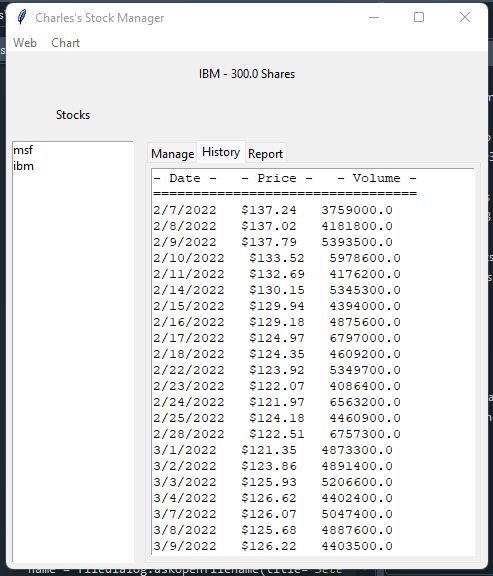 Charles's Stock Manager
Web Chart
IBM - 300.0 Shares
Stocks
msf
ibm
Manage History Report
- Date -   - Price -   - Volume -
=================================
2/7/2022   $137.24   3759000.0
2/8/2022   $137.02   4181800.0
2/9/2022   $137.79   5393500.0
2/10/2022   $133.52   5978600.0
2/11/2022   $132.69   4176200.0
2/14/2022   $130.15   5345300.0
2/15/2022   $129.94   4394000.0
2/16/2022   $129.18   4875600.0
2/17/2022   $124.97   6797000.0
2/18/2022   $124.35   4609200.0
2/22/2022   $123.92   5349700.0
2/23/2022   $122.07   4086400.0
2/24/2022   $121.97   6563200.0
2/25/2022   $124.18   4460900.0
2/28/2022   $122.51   6757300.0
3/1/2022   $121.35   4873300.0
3/2/2022   $123.86   4891400.0
3/3/2022   $125.93   5206600.0
3/4/2022   $126.62   4402400.0
3/7/2022   $126.07   5047400.0
3/8/2022   $125.68   4887600.0
3/9/2022   $126.22   4403500.0